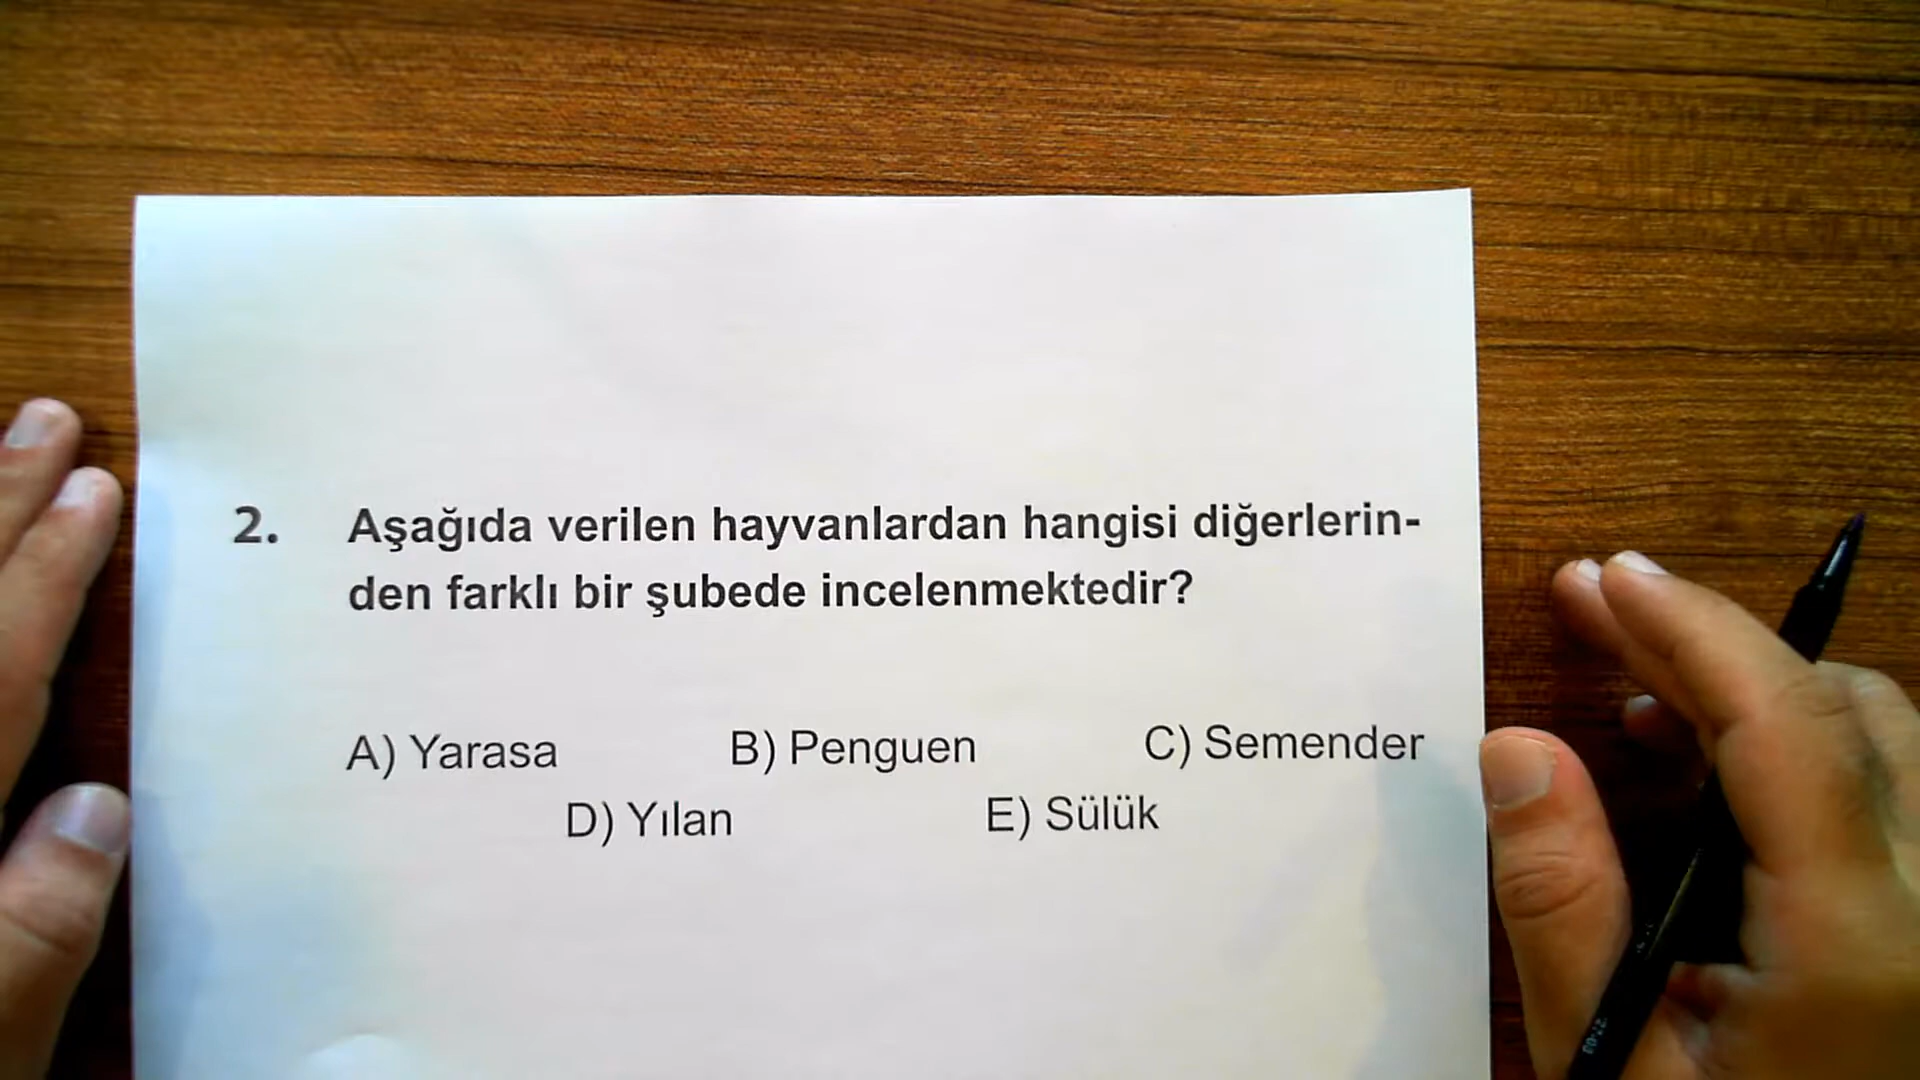 2. Aşağıda verilen hayvanlardan hangisi diğerlerin-
den farklı bir şubede incelenmektedir?
A) Yarasa B) Penguen C) Semender
D) Yılan E) Sülük